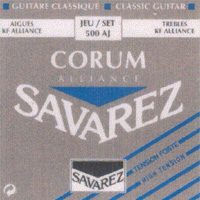 GUITARE CLASSIQUE CLASSIC GUITAR
AIGUES JEU / SET TREBLES
KF ALLIANCE 500 AJ KF ALLIANCE
CORUM
ALLIANCE
SAVAREZ
SAVAREZ
TENSION FORTE
HIGH TENSION